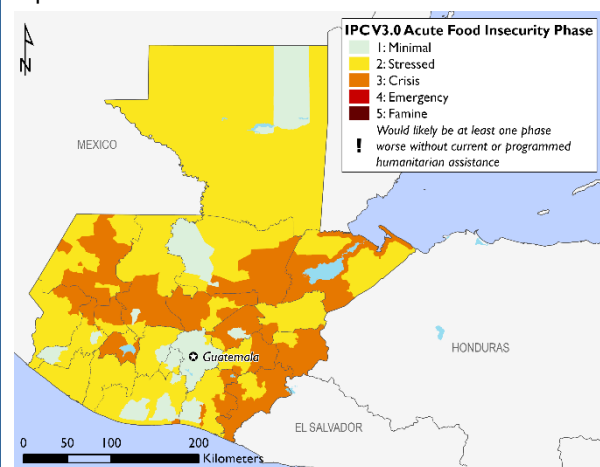 IPC V3.0 Acute Food Insecurity Phase
1: Minimal
2: Stressed
3: Crisis
4: Emergency
5: Famine
! Would likely be at least one phase
worse without current or programmed
humanitarian assistance
N
MEXICO
Guatemala
HONDURAS
EL SALVADOR
0 50 100 200
Kilometers